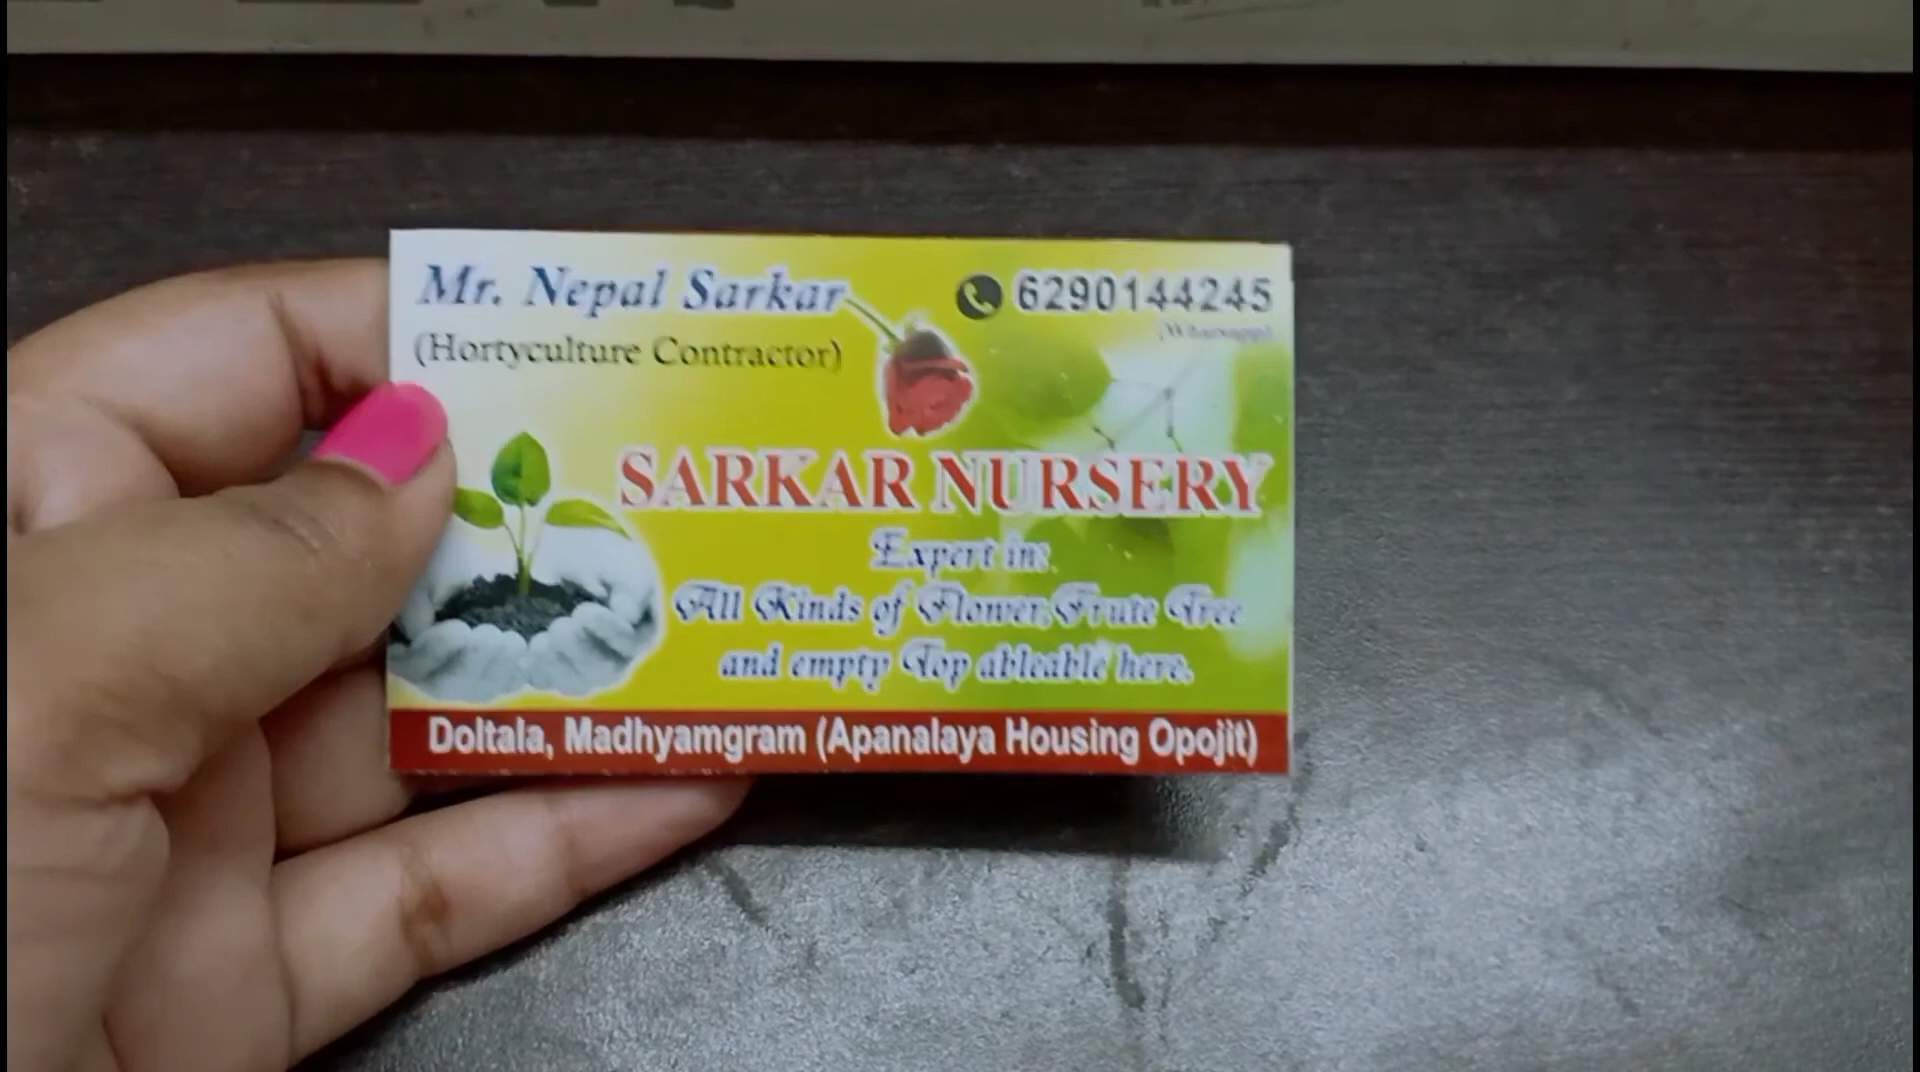 Mr. Nepal Sarkar
(Hortyculture Contractor)
6290144245
(Whatsapp)
SARKAR NURSERY
Expert in:
All Kinds of Flower, Frute Tree
and empty Top ableable here.
Doltala, Madhyamgram (Apanalaya Housing Opojit)